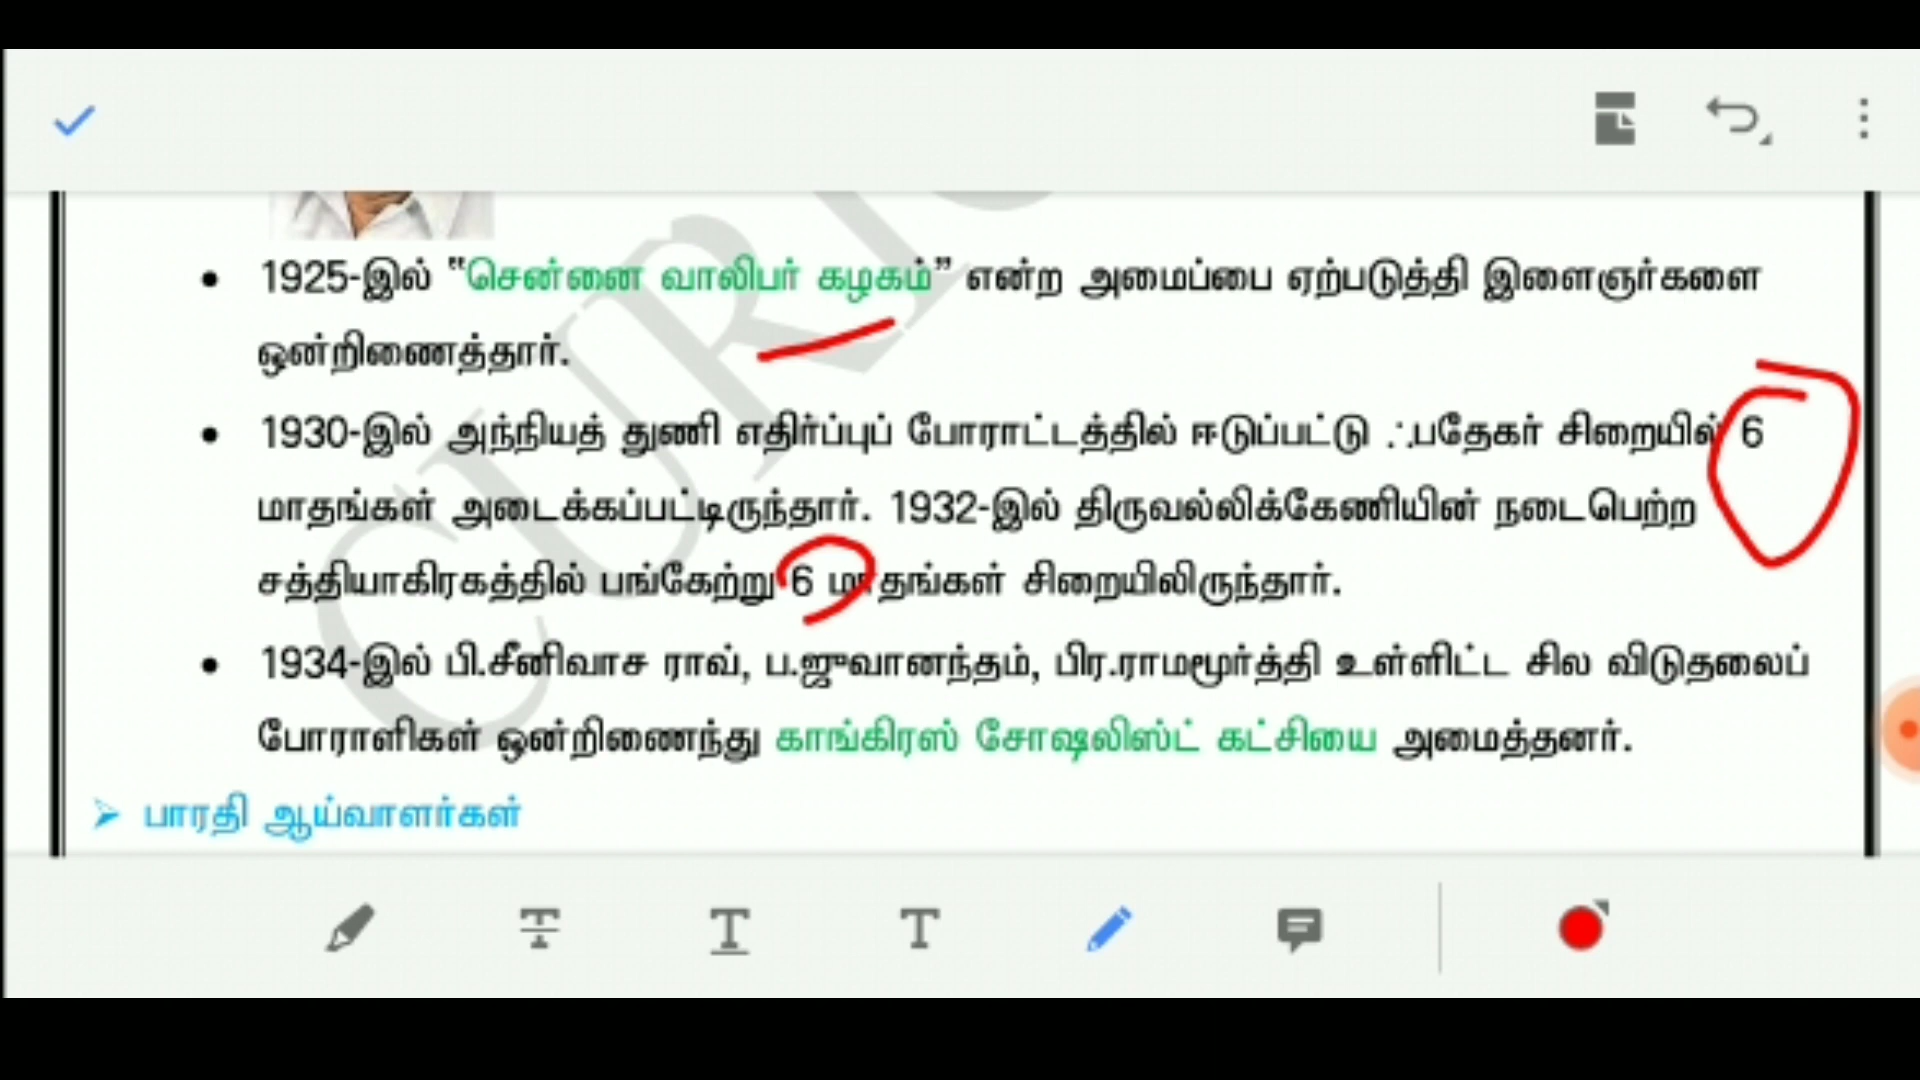 1925-இல் “சென்னை வாலிபர் கழகம்” என்ற அமைப்பை ஏற்படுத்தி இளைஞர்களை
ஒன்றிணைத்தார்.
1930-இல் அந்நியத் துணி எதிர்ப்புப் போராட்டத்தில் ஈடுப்பட்டு ஃபதேகர் சிறையில் 6
மாதங்கள் அடைக்கப்பட்டிருந்தார். 1932-இல் திருவல்லிக்கேணியின் நடைபெற்ற
சத்தியாகிரகத்தில் பங்கேற்று 6 மாதங்கள் சிறையிலிருந்தார்.
1934-இல் பி.சீனிவாச ராவ், ப.ஜுவானந்தம், பிர.ராமமூர்த்தி உள்ளிட்ட சில விடுதலைப்
போராளிகள் ஒன்றிணைந்து காங்கிரஸ் சோஷலிஸ்ட் கட்சியை அமைத்தனர்.
பாரதி ஆய்வாளர்கள்